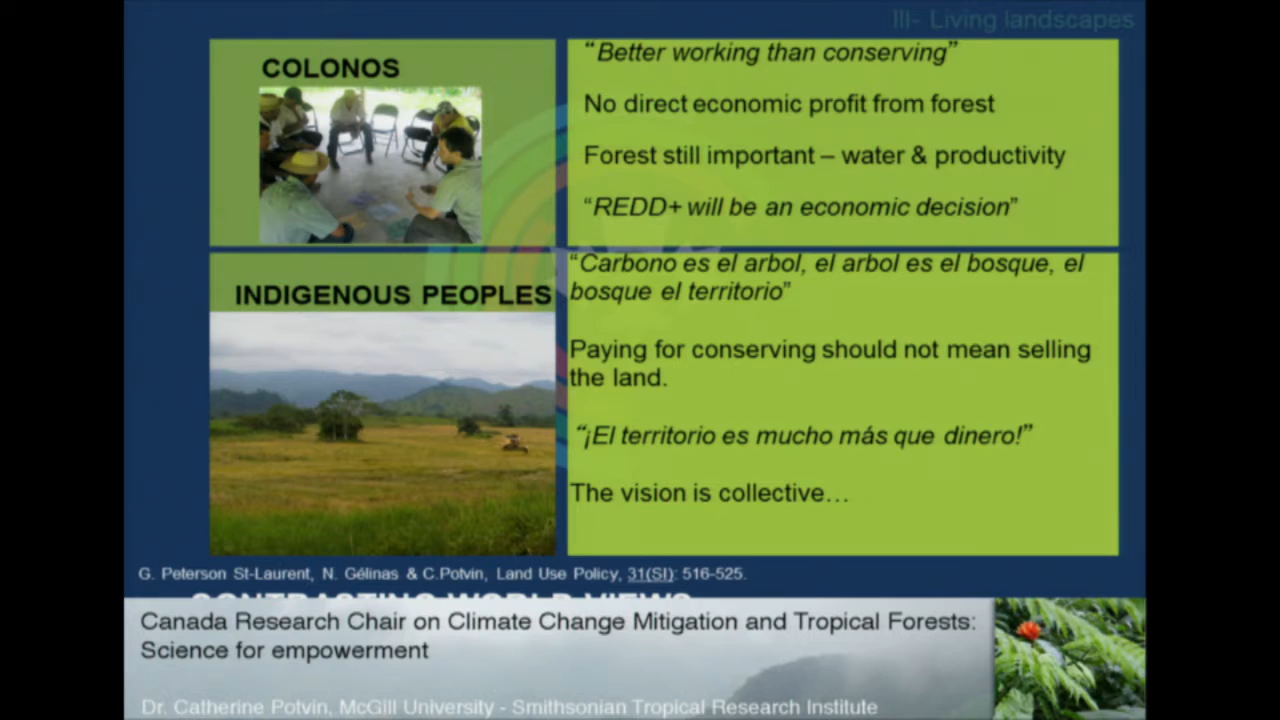 III- Living landscapes
COLONOS
“Better working than conserving”
No direct economic profit from forest
Forest still important – water & productivity
“REDD+ will be an economic decision”
INDIGENOUS PEOPLES
“Carbono es el arbol, el arbol es el bosque, el
bosque el territorio”
Paying for conserving should not mean selling
the land.
“¡El territorio es mucho más que dinero!”
The vision is collective…
G. Peterson St-Laurent, N. Gélinas & C.Potvin, Land Use Policy, 31(SI): 516-525.
CONTRASTING WORLD VIEWS
Canada Research Chair on Climate Change Mitigation and Tropical Forests:
Science for empowerment
Dr. Catherine Potvin, McGill University - Smithsonian Tropical Research Institute